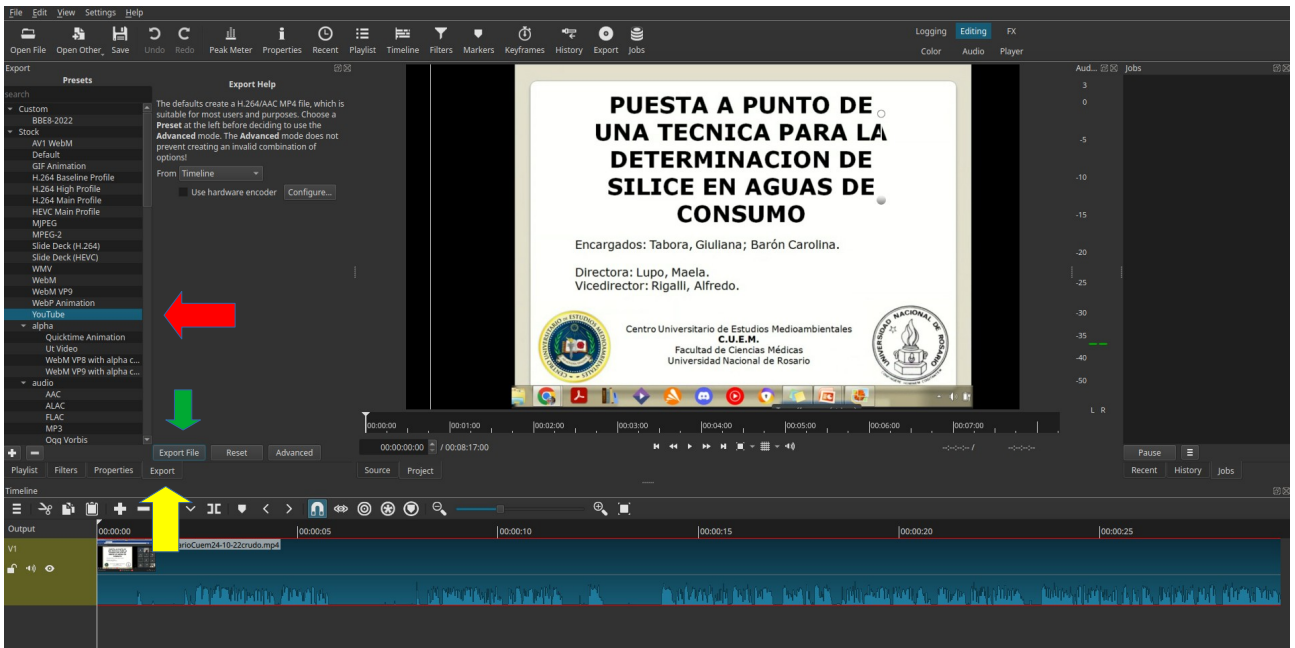 File Edit View Settings Help
Open File Open Other Save Undo Redo Peak Meter Properties Recent Playlist Timeline Filters Markers Keyframes History Export Jobs
Logging Editing FX
Color Audio Player
Export
Presets
search
Custom
BBE8-2022
Stock
AV1 WebM
Default
GIF Animation
H.264 Baseline Profile
H.264 High Profile
H.264 Main Profile
HEVC Main Profile
MJPEG
MPEG-2
Slide Deck (H.264)
Slide Deck (HEVC)
WMV
WebM
WebM VP9
WebP Animation
YouTube
alpha
Quicktime Animation
Ut Video
WebM VP8 with alpha c...
WebM VP9 with alpha c...
audio
AAC
ALAC
FLAC
MP3
Ogg Vorbis
Export Help
The defaults create a H.264/AAC MP4 file, which is
suitable for most users and purposes. Choose a
Preset at the left before deciding to use the
Advanced mode. The Advanced mode does not
prevent creating an invalid combination of
options!
From Timeline
Use hardware encoder Configure...
Export File Reset Advanced
Playlist Filters Properties Export
PUESTA A PUNTO DE
UNA TECNICA PARA LA
DETERMINACION DE
SILICE EN AGUAS DE
CONSUMO
Encargados: Tabora, Giuliana; Barón Carolina.
Directora: Lupo, Maela.
Vicedirector: Rigalli, Alfredo.
Centro Universitario de Estudios Medioambientales
C.U.E.M.
Facultad de Ciencias Médicas
Universidad Nacional de Rosario
UNIVERSIDAD NACIONAL DE ROSARIO
00:00:00 00:01:00 00:02:00 00:03:00 00:04:00 00:05:00 00:06:00 00:07:00
00:00:00:00 / 00:08:17:00
--:--:--:-- / --:--:--:--
Source Project
Aud...
3
0
-5
-10
-15
-20
-25
-30
-35
-40
-50
L R
Jobs
Pause
Recent History Jobs
Timeline
Output
00:00:00 00:00:05 00:00:10 00:00:15 00:00:20 00:00:25
V1
arioCuem24-10-22crudo.mp4